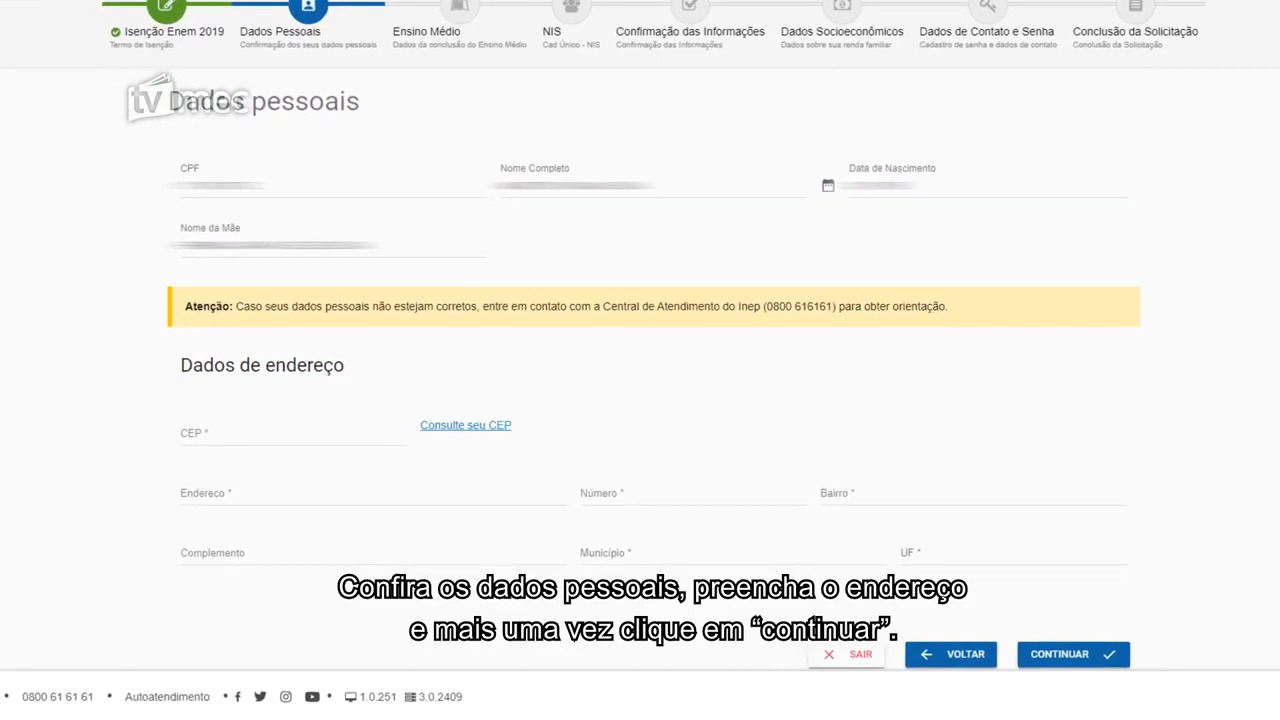 Isenção Enem 2019
Termo de Isenção
Dados Pessoais
Confirmação dos seus dados pessoais
Ensino Médio
Dados da conclusão do Ensino Médio
NIS
Cad Único - NIS
Confirmação das Informações
Confirmação das Informações
Dados Socioeconômicos
Dados sobre sua renda familiar
Dados de Contato e Senha
Cadastro de senha e dados de contato
Conclusão da Solicitação
Conclusão da Solicitação
tv mec
Dados pessoais
CPF
Nome Completo
Data de Nascimento
Nome da Mãe
Atenção: Caso seus dados pessoais não estejam corretos, entre em contato com a Central de Atendimento do Inep (0800 616161) para obter orientação.
Dados de endereço
CEP *
Consulte seu CEP
Endereco *
Número *
Bairro *
Complemento
Município *
UF *
Confira os dados pessoais, preencha o endereço
e mais uma vez clique em “continuar”.
SAIR
VOLTAR
CONTINUAR
• 0800 61 61 61 • Autoatendimento • • 1.0.251 3.0.2409